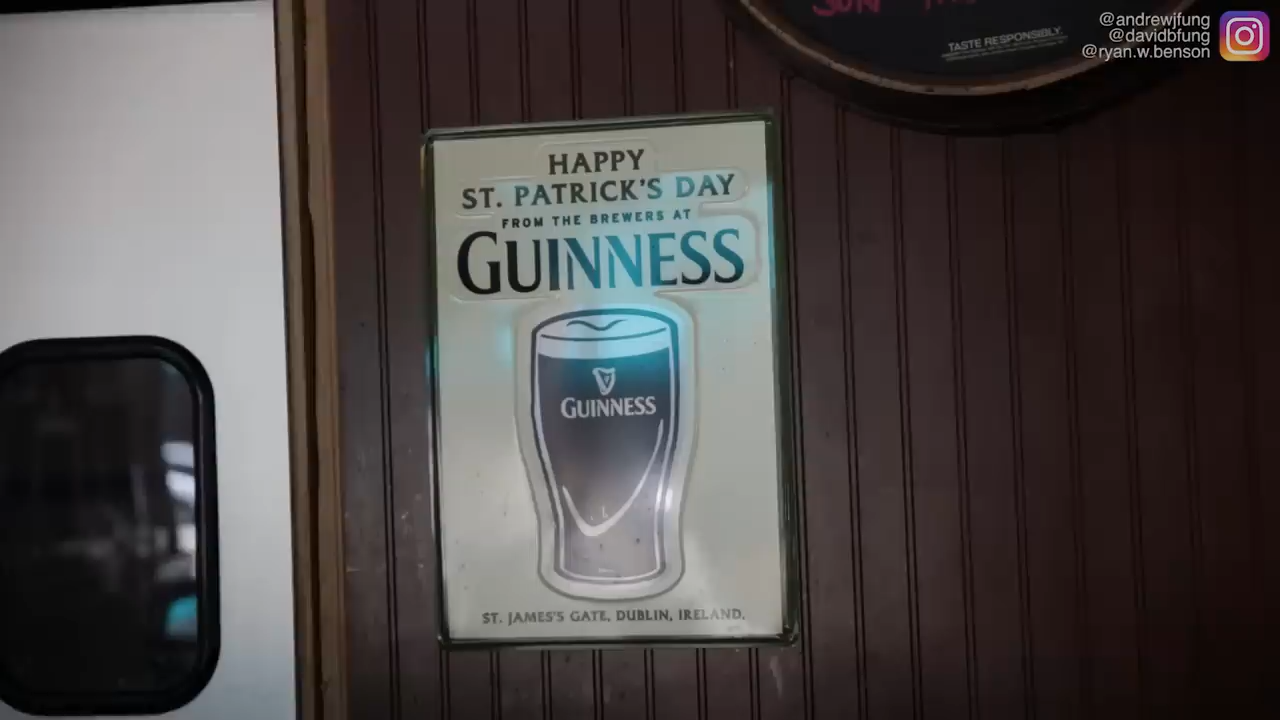 @andrewjfung
@davidbfung
@ryan.w.benson
TASTE RESPONSIBLY.
HAPPY
ST. PATRICK'S DAY
FROM THE BREWERS AT
GUINNESS
GUINNESS
ST. JAMES'S GATE, DUBLIN, IRELAND.